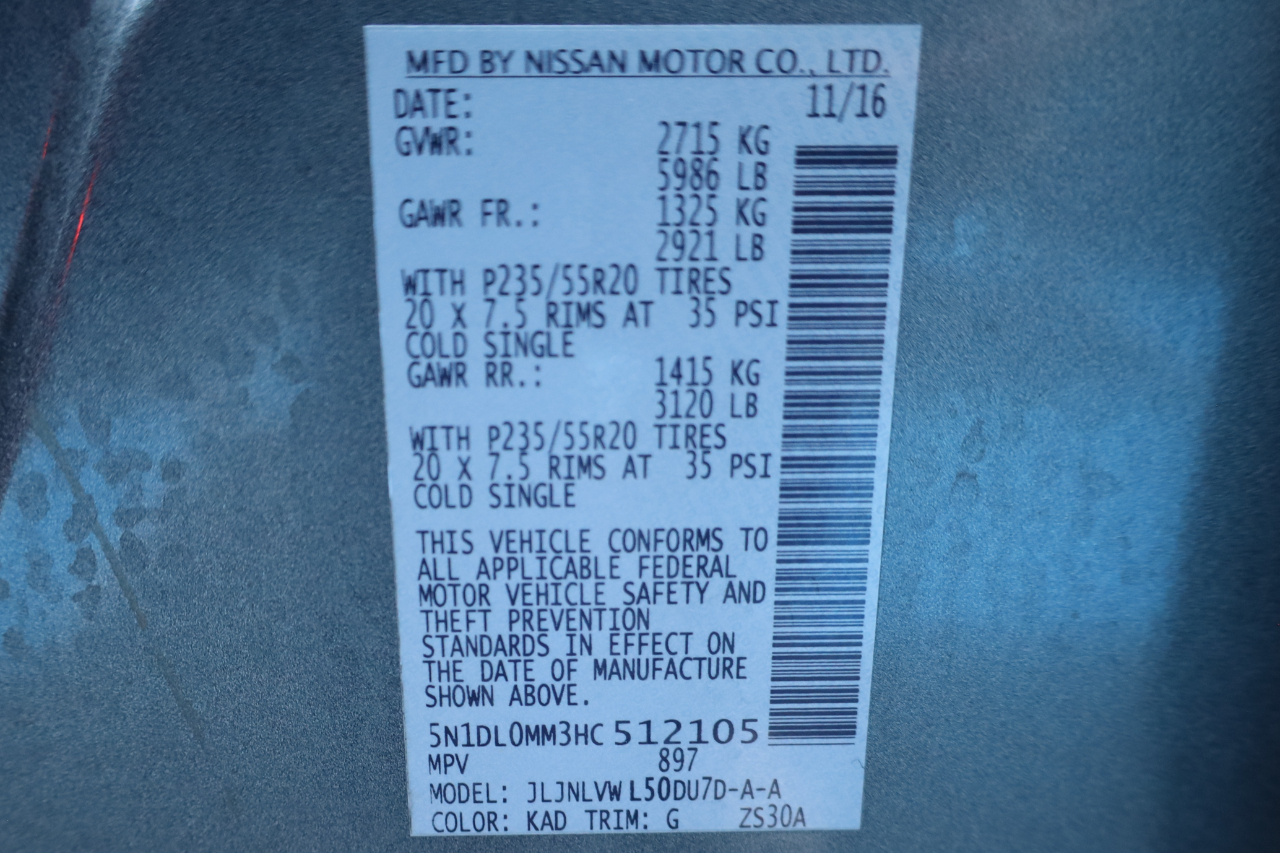 MFD BY NISSAN MOTOR CO., LTD.
DATE: 11/16
GVWR: 2715 KG
5986 LB
GAWR FR.: 1325 KG
2921 LB
WITH P235/55R20 TIRES
20 X 7.5 RIMS AT 35 PSI
COLD SINGLE
GAWR RR.: 1415 KG
3120 LB
WITH P235/55R20 TIRES
20 X 7.5 RIMS AT 35 PSI
COLD SINGLE
THIS VEHICLE CONFORMS TO
ALL APPLICABLE FEDERAL
MOTOR VEHICLE SAFETY AND
THEFT PREVENTION
STANDARDS IN EFFECT ON
THE DATE OF MANUFACTURE
SHOWN ABOVE.
5N1DL0MM3HC 512105
MPV 897
MODEL: JLJNLVW L50DU7D-A-A
COLOR: KAD TRIM: G ZS30A